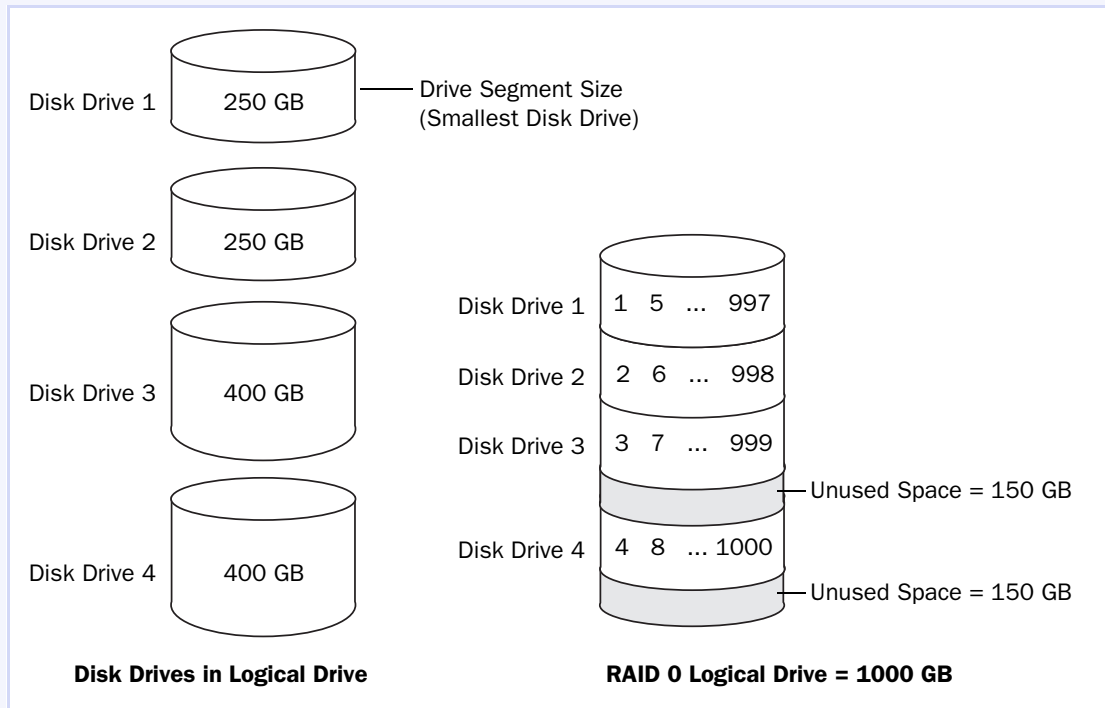 Disk Drive 1
250 GB
Drive Segment Size
(Smallest Disk Drive)
Disk Drive 2
250 GB
Disk Drive 3
400 GB
Disk Drive 4
400 GB
Disk Drives in Logical Drive
Disk Drive 1
1 5 ... 997
Disk Drive 2
2 6 ... 998
Disk Drive 3
3 7 ... 999
Unused Space = 150 GB
Disk Drive 4
4 8 ... 1000
Unused Space = 150 GB
RAID 0 Logical Drive = 1000 GB